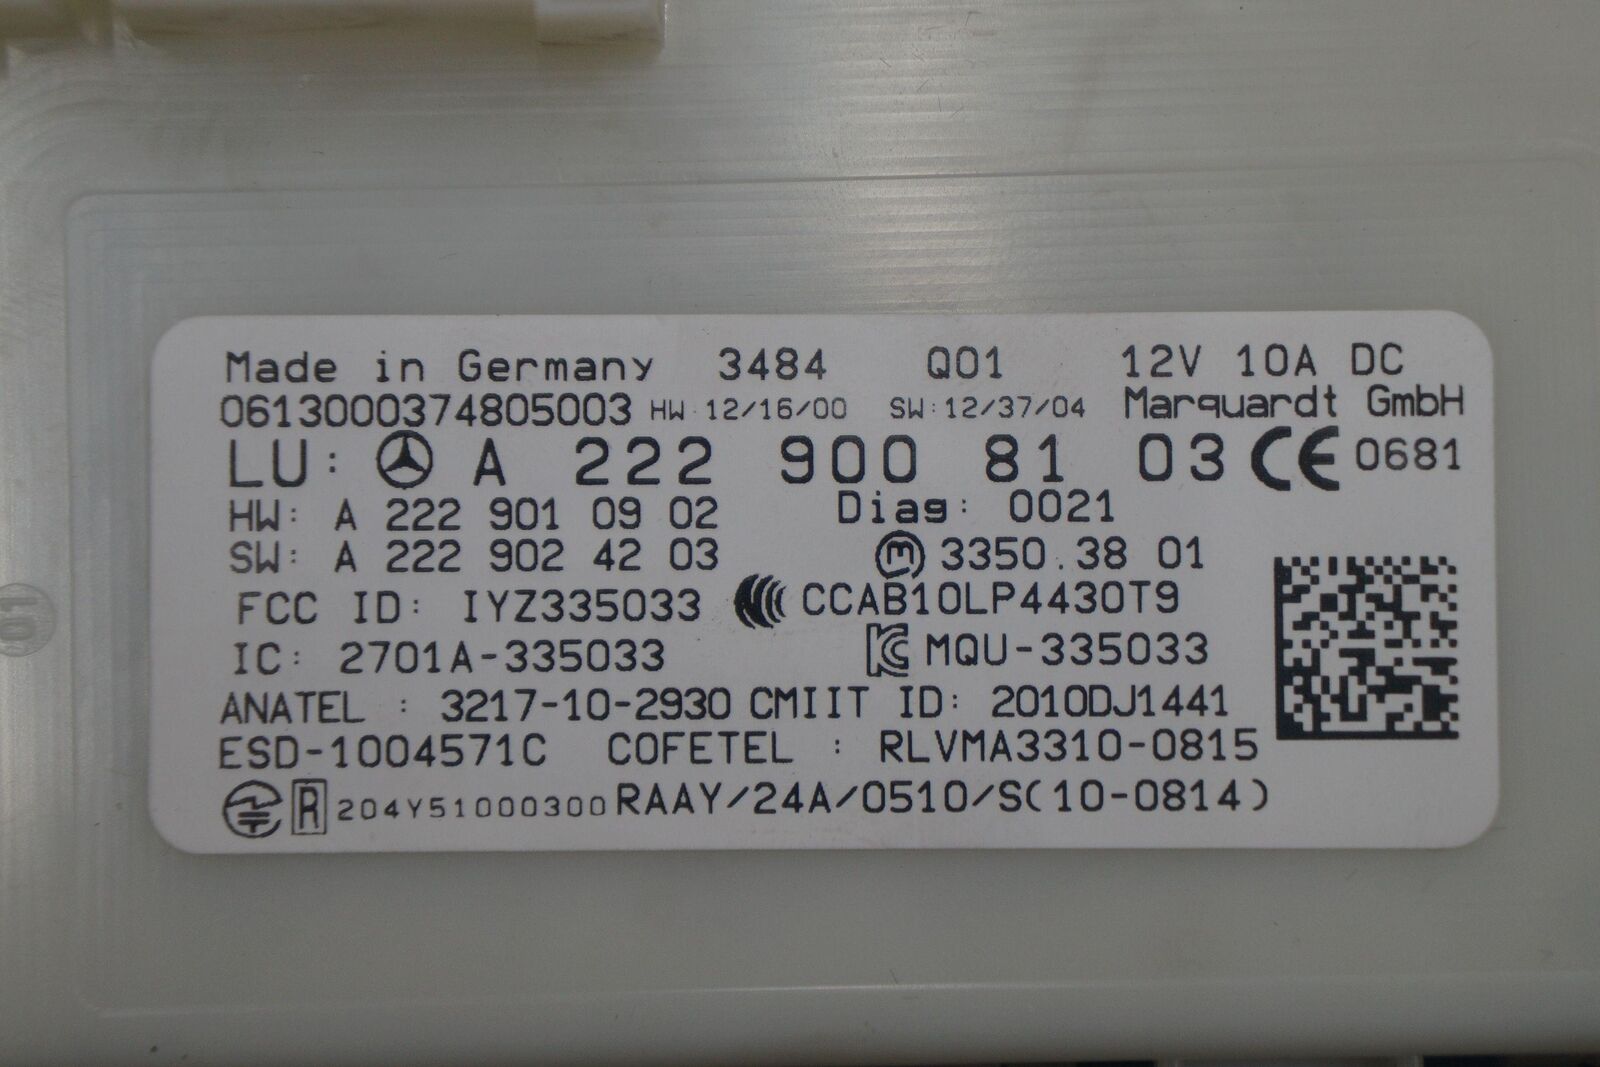 Made in Germany 3484 Q01 12V 10A DC
0613000374805003 HW:12/16/00 SW:12/37/04 Marquardt GmbH
LU: A 222 900 81 03 CE 0681
HW: A 222 901 09 02 Diag: 0021
SW: A 222 902 42 03 m 3350.38 01
FCC ID: IYZ335033 CCAB10LP4430T9
IC: 2701A-335033 KC MQU-335033
ANATEL : 3217-10-2930 CMIIT ID: 2010DJ1441
ESD-1004571C COFETEL : RLVMA3310-0815
R 204Y51000300 RAAY/24A/0510/S(10-0814)